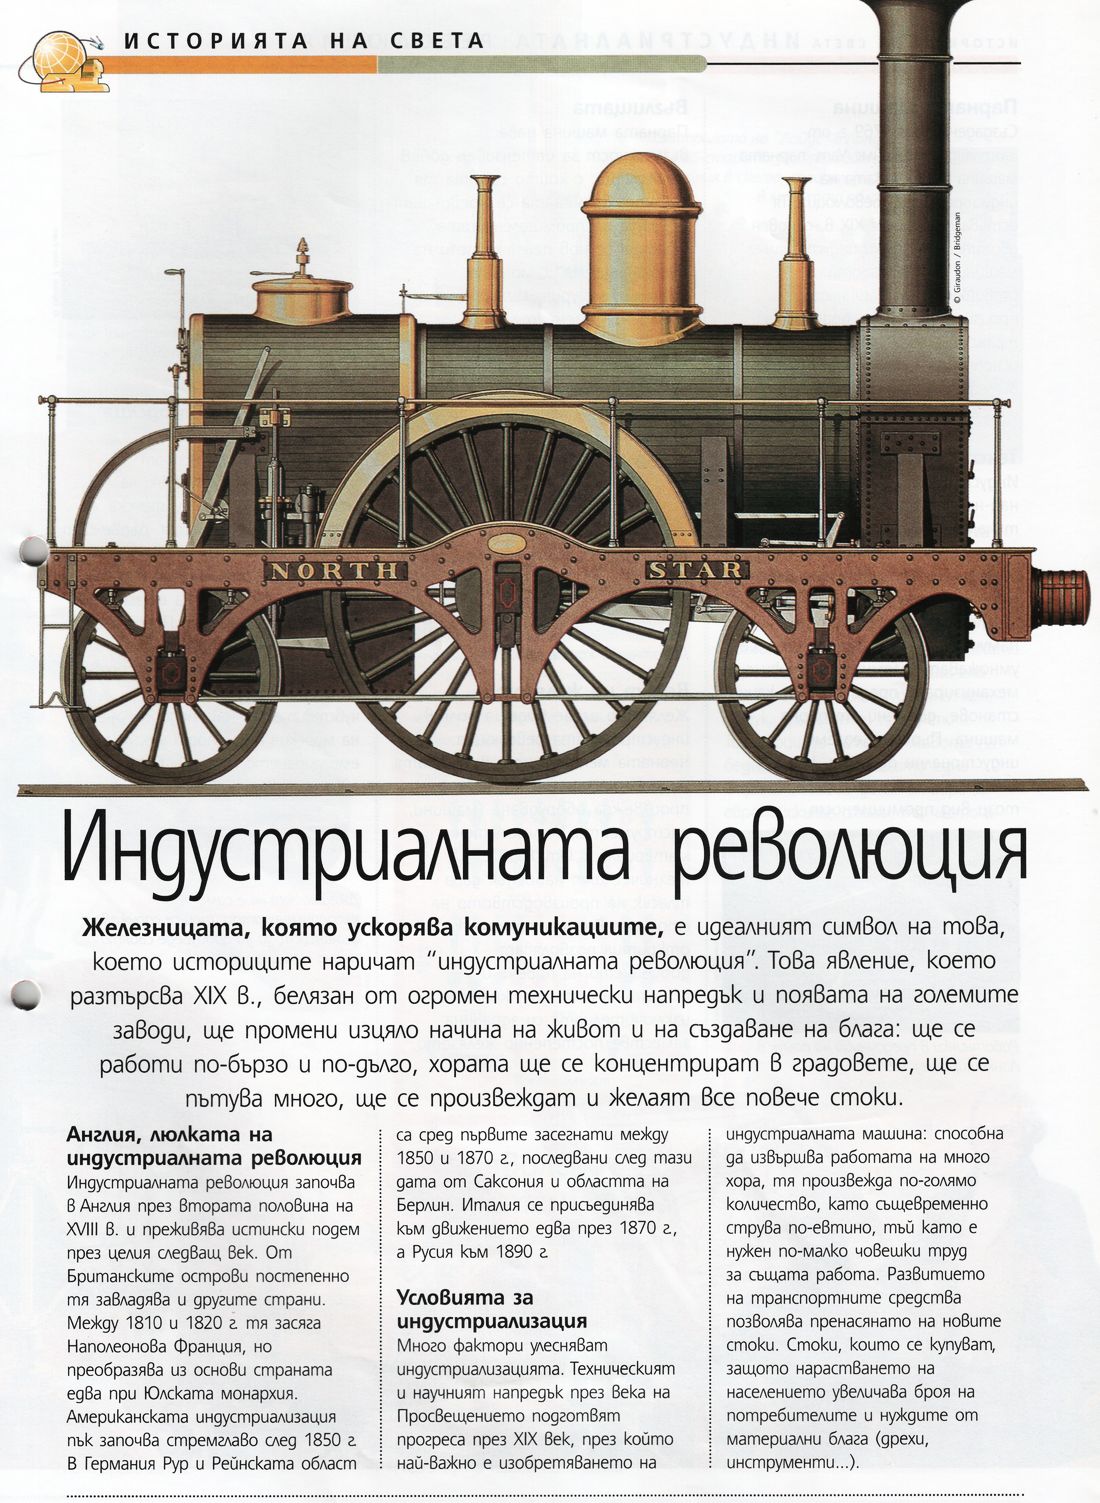 ИСТОРИЯТА НА СВЕТА
© Giraudon / Bridgeman
NORTH STAR
Индустриалната революция
Железницата, която ускорява комуникациите, е идеалният символ на това,
което историците наричат “индустриалната революция”. Това явление, което
разтърсва XIX в., белязан от огромен технически напредък и появата на големите
заводи, ще промени изцяло начина на живот и на създаване на блага: ще се
работи по-бързо и по-дълго, хората ще се концентрират в градовете, ще се
пътува много, ще се произвеждат и желаят все повече стоки.
Англия, люлката на
индустриалната революция
Индустриалната революция започва
в Англия през втората половина на
XVIII в. и преживява истински подем
през целия следващ век. От
Британските острови постепенно
тя завладява и другите страни.
Между 1810 и 1820 г. тя засяга
Наполеонова Франция, но
преобразява из основи страната
едва при Юлската монархия.
Американската индустриализация
пък започва стремглаво след 1850 г.
В Германия Рур и Рейнската област
са сред първите засегнати между
1850 и 1870 г., последвани след тази
дата от Саксония и областта на
Берлин. Италия се присъединява
към движението едва през 1870 г.,
а Русия към 1890 г.
Условията за
индустриализация
Много фактори улесняват
индустриализацията. Техническият
и научният напредък през века на
Просвещението подготвят
прогреса през XIX век, през който
най-важно е изобретяването на
индустриалната машина: способна
да извършва работата на много
хора, тя произвежда по-голямо
количество, като същевременно
струва по-евтино, тъй като е
нужен по-малко човешки труд
за същата работа. Развитието
на транспортните средства
позволява пренасянето на новите
стоки. Стоки, които се купуват,
защото нарастването на
населението увеличава броя на
потребителите и нуждите от
материални блага (дрехи,
инструменти...).